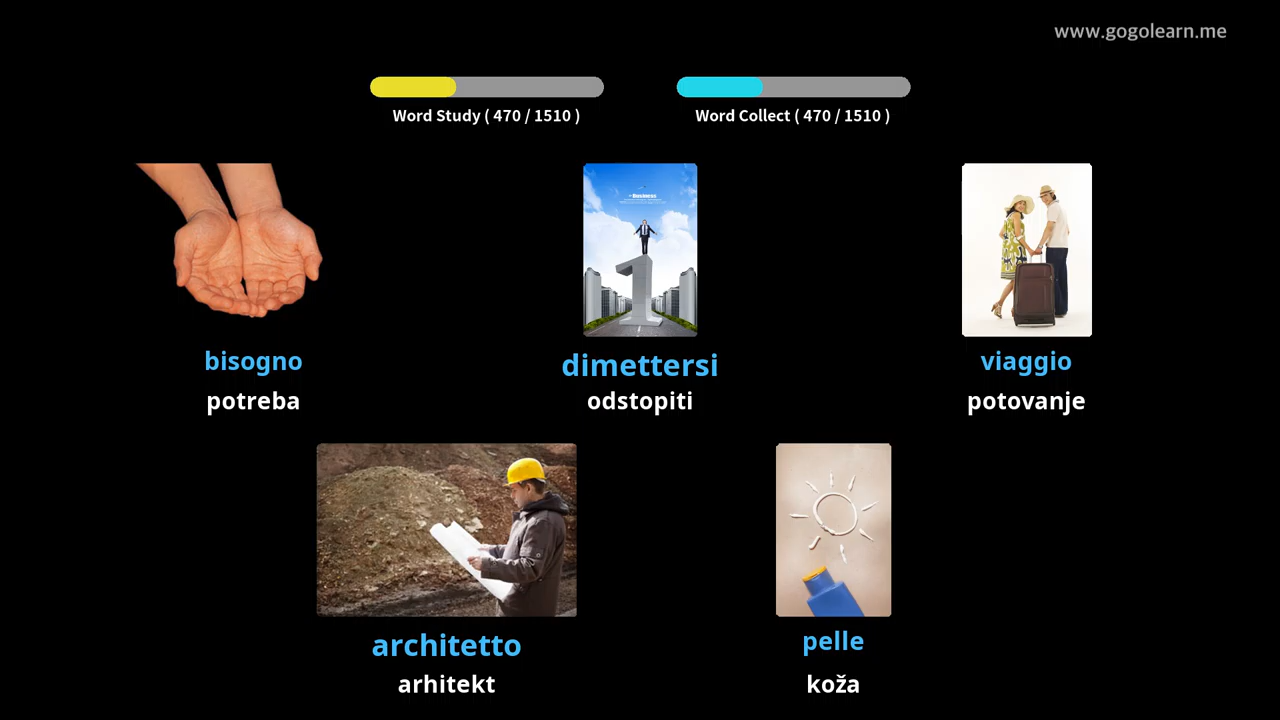 www.gogolearn.me
Word Study ( 470 / 1510 )
Word Collect ( 470 / 1510 )
Business
bisogno
dimettersi
viaggio
potreba
odstopiti
potovanje
architetto
pelle
arhitekt
koža